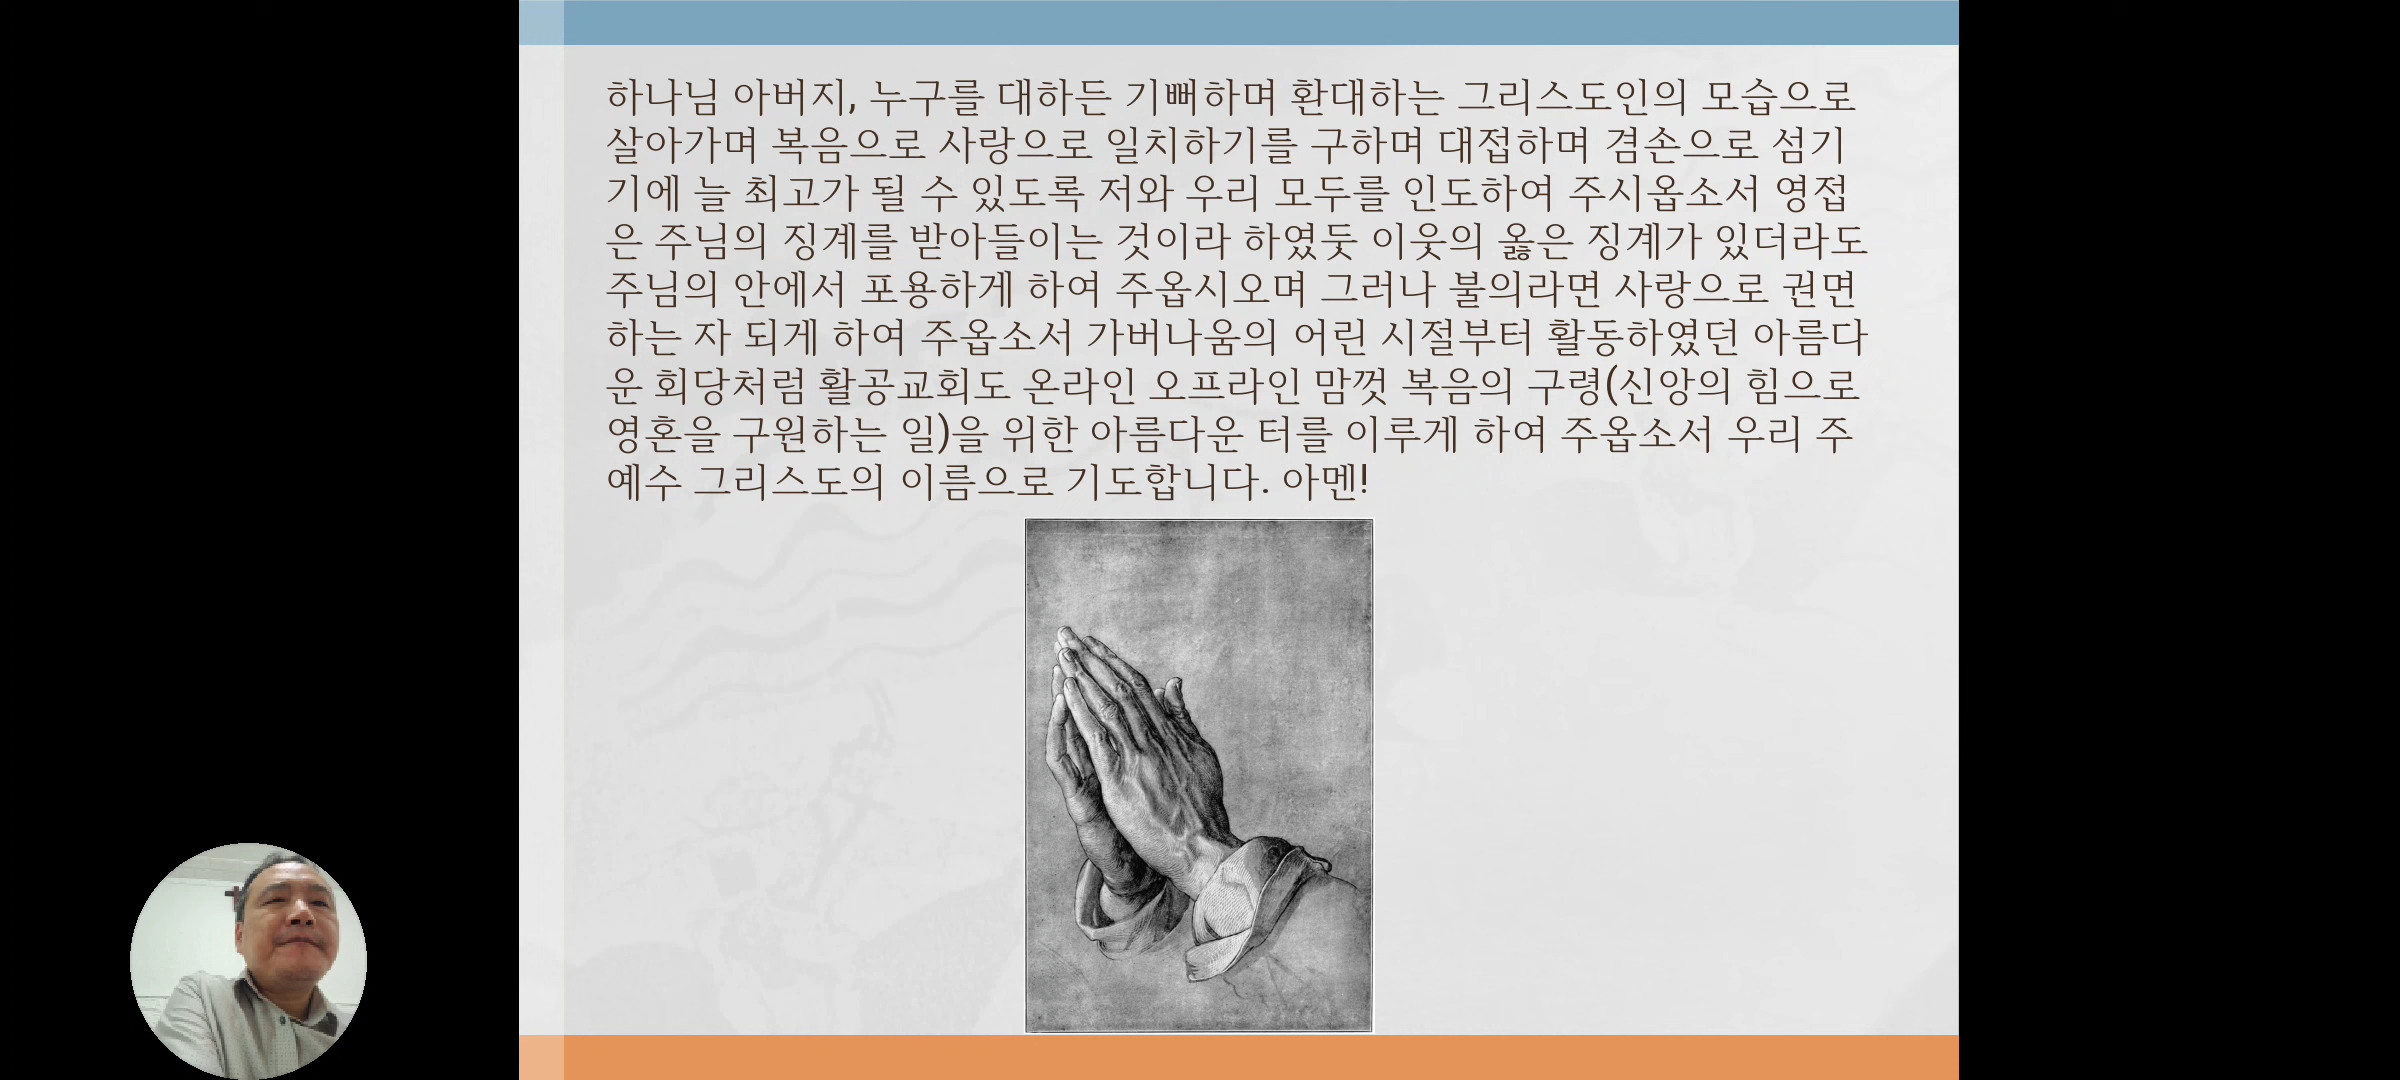 하나님 아버지, 누구를 대하든 기뻐하며 환대하는 그리스도인의 모습으로
살아가며 복음으로 사랑으로 일치하기를 구하며 대접하며 겸손으로 섬기
기에 늘 최고가 될 수 있도록 저와 우리 모두를 인도하여 주시옵소서 영접
은 주님의 징계를 받아들이는 것이라 하였듯 이웃의 옳은 징계가 있더라도
주님의 안에서 포용하게 하여 주옵시오며 그러나 불의라면 사랑으로 권면
하는 자 되게 하여 주옵소서 가버나움의 어린 시절부터 활동하였던 아름다
운 회당처럼 활공교회도 온라인 오프라인 맘껏 복음의 구령(신앙의 힘으로
영혼을 구원하는 일)을 위한 아름다운 터를 이루게 하여 주옵소서 우리 주
예수 그리스도의 이름으로 기도합니다. 아멘!